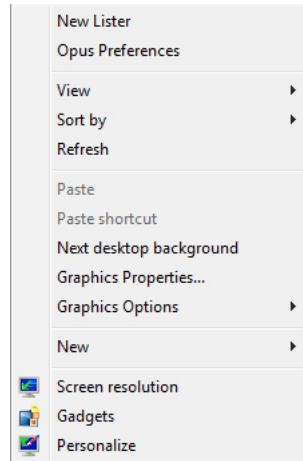 New Lister
Opus Preferences
View
Sort by
Refresh
Paste
Paste shortcut
Next desktop background
Graphics Properties...
Graphics Options
New
Screen resolution
Gadgets
Personalize